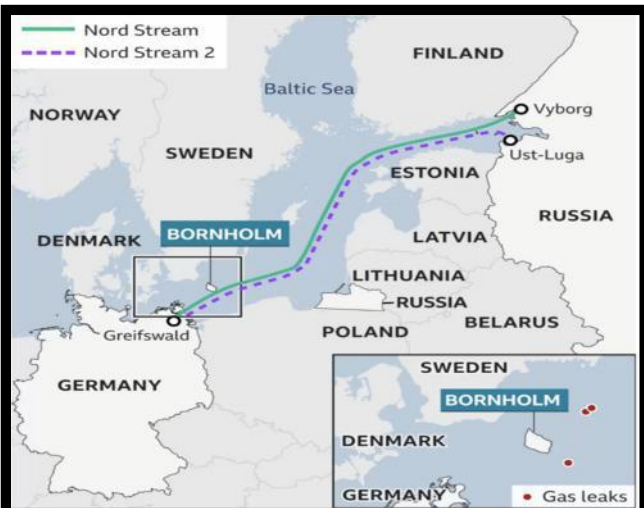 Nord Stream
Nord Stream 2
FINLAND
Baltic Sea
Vyborg
NORWAY
Ust-Luga
SWEDEN
ESTONIA
RUSSIA
DENMARK
BORNHOLM
LATVIA
LITHUANIA
RUSSIA
Greifswald
POLAND
BELARUS
GERMANY
SWEDEN
BORNHOLM
DENMARK
GERMANY
Gas leaks